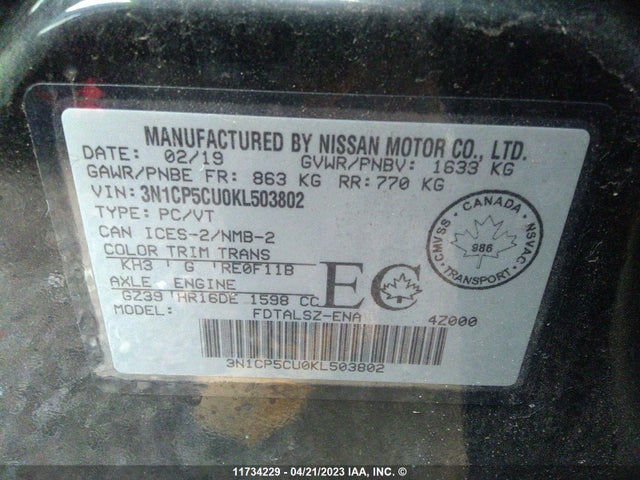 MANUFACTURED BY NISSAN MOTOR CO., LTD.
DATE: 02/19 GVWR/PNBV: 1633 KG
GAWR/PNBE FR: 863 KG RR: 770 KG
VIN: 3N1CP5CU0KL503802
TYPE: PC/VT
CAN ICES-2/NMB-2
COLOR TRIM TRANS
KH3 G RE0F11B
AXLE ENGINE
GZ39 HR16DE 1598 CC
EC
MODEL: FDTALSZ-ENA 4Z000
3N1CP5CU0KL503802
CANADA
CMVSS
986
NSVAC
TRANSPORT
11734229 - 04/21/2023 IAA, INC. ©